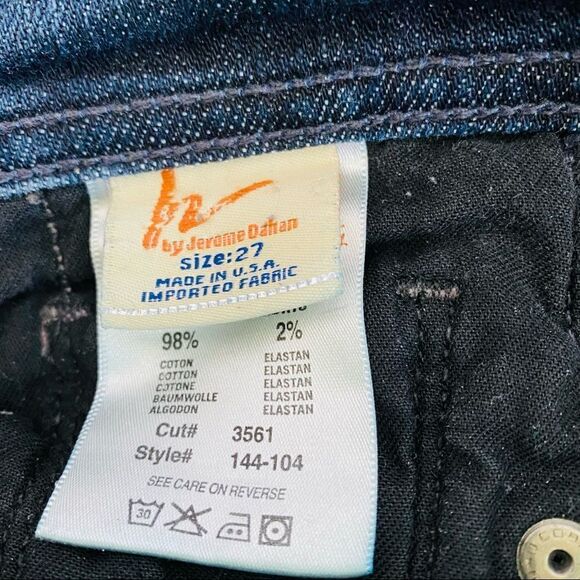 by Jerome Dahan
Size:27
MADE IN U.S.A.
IMPORTED FABRIC
98% 2%
COTON ELASTAN
COTTON ELASTAN
COTONE ELASTAN
BAUMWOLLE ELASTAN
ALGODON ELASTAN
Cut# 3561
Style# 144-104
SEE CARE ON REVERSE
30